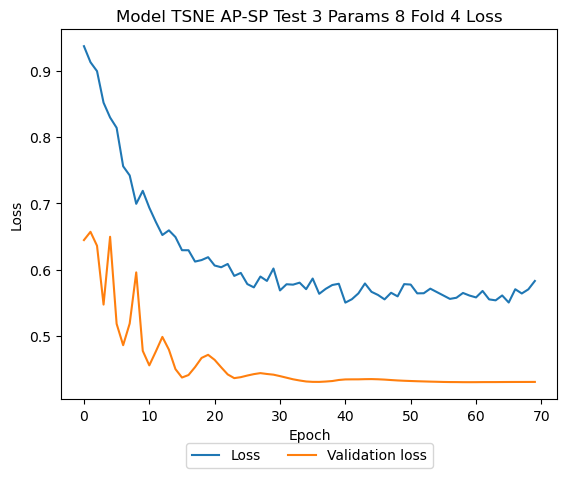 Model TSNE AP-SP Test 3 Params 8 Fold 4 Loss
Loss
0.9
0.8
0.7
0.6
0.5
0 10 20 30 40 50 60 70
Epoch
Loss Validation loss